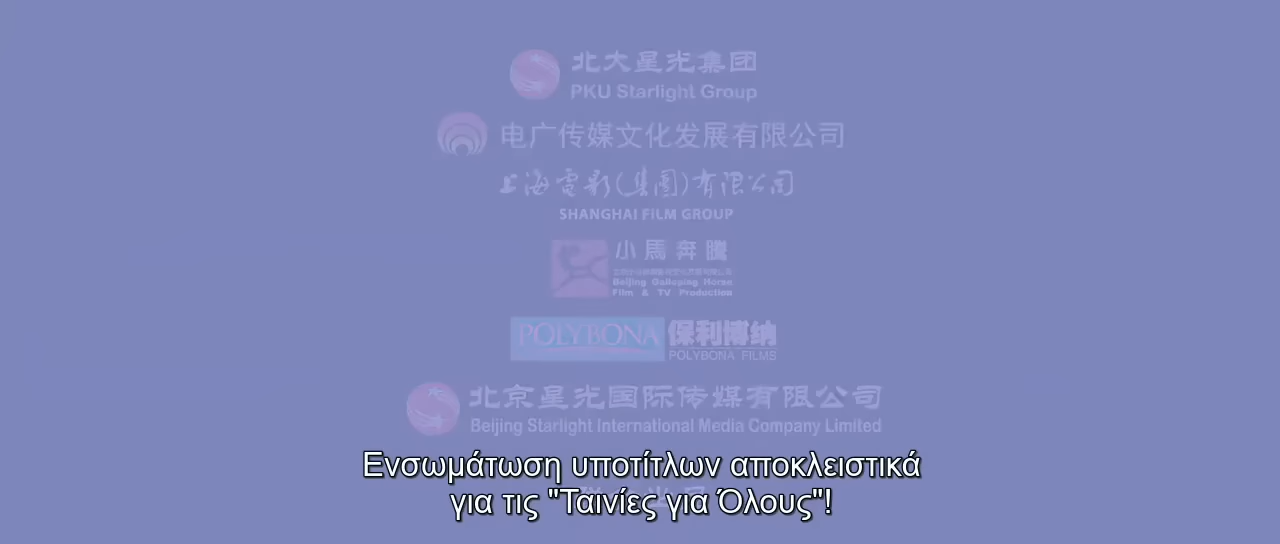 北大星光集团
PKU Starlight Group
电广传媒文化发展有限公司
上海電影(集團)有限公司
SHANGHAI FILM GROUP
小馬奔騰
Beijing Galloping Horse
Film & TV Production
POLYBONA 保利博纳
POLYBONA FILMS
北京星光国际传媒有限公司
Beijing Starlight International Media Company Limited
Ενσωμάτωση υποτίτλων αποκλειστικά
για τις "Ταινίες για Όλους"!